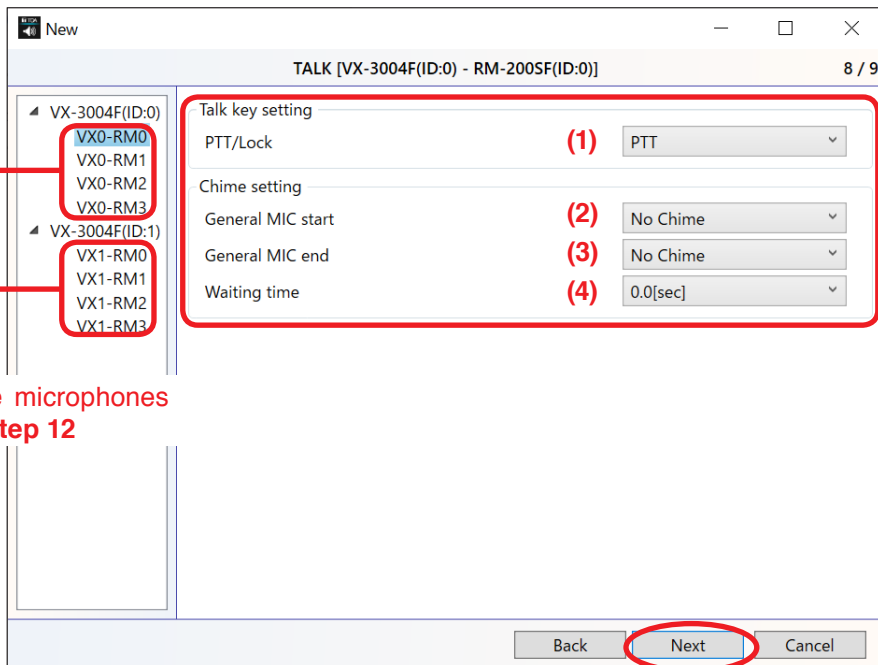 New
TALK [VX-3004F(ID:0) - RM-200SF(ID:0)] 8 / 9
VX-3004F(ID:0)
VX0-RM0
VX0-RM1
VX0-RM2
VX0-RM3
VX-3004F(ID:1)
VX1-RM0
VX1-RM1
VX1-RM2
VX1-RM3
microphones
tep 12
Talk key setting
PTT/Lock (1) PTT
Chime setting
General MIC start (2) No Chime
General MIC end (3) No Chime
Waiting time (4) 0.0[sec]
Back Next Cancel